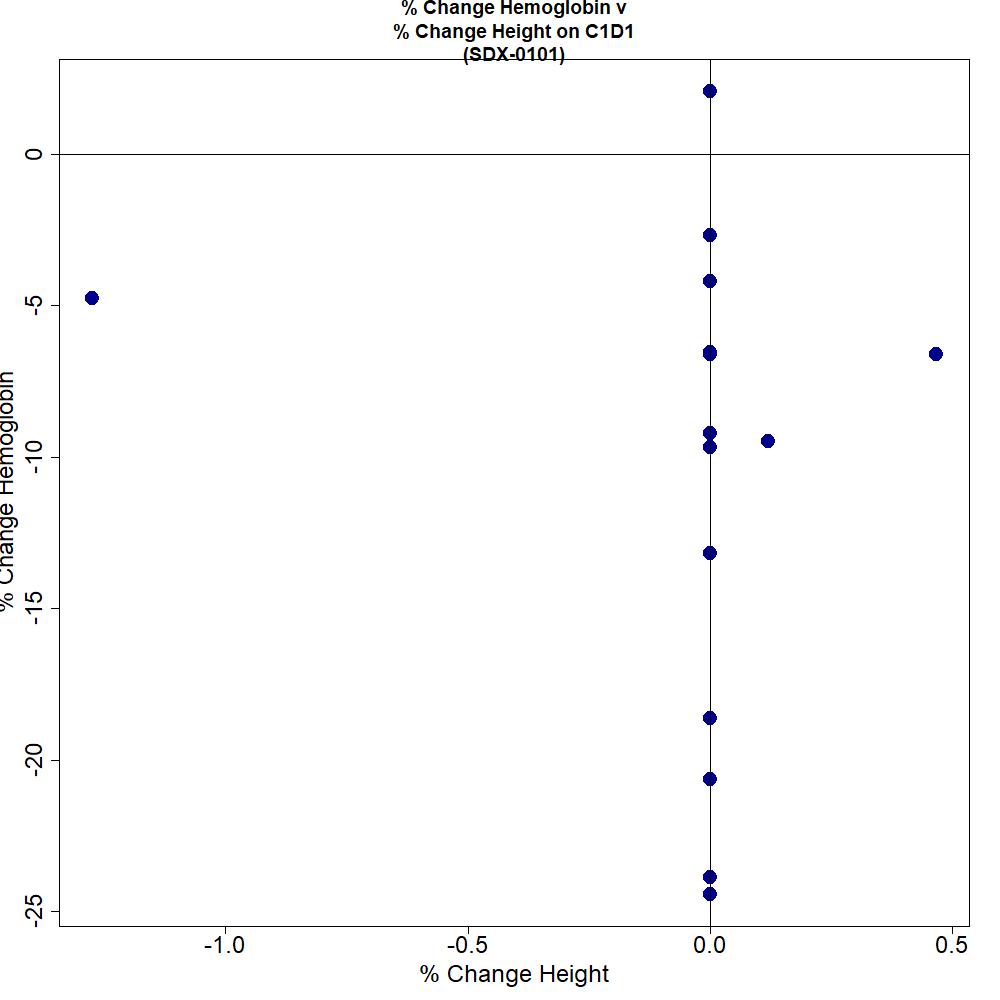 % Change Hemoglobin v
% Change Height on C1D1
(SDX-0101)
% Change Hemoglobin
0
-5
-10
-15
-20
-25
-1.0
-0.5
0.0
0.5
% Change Height